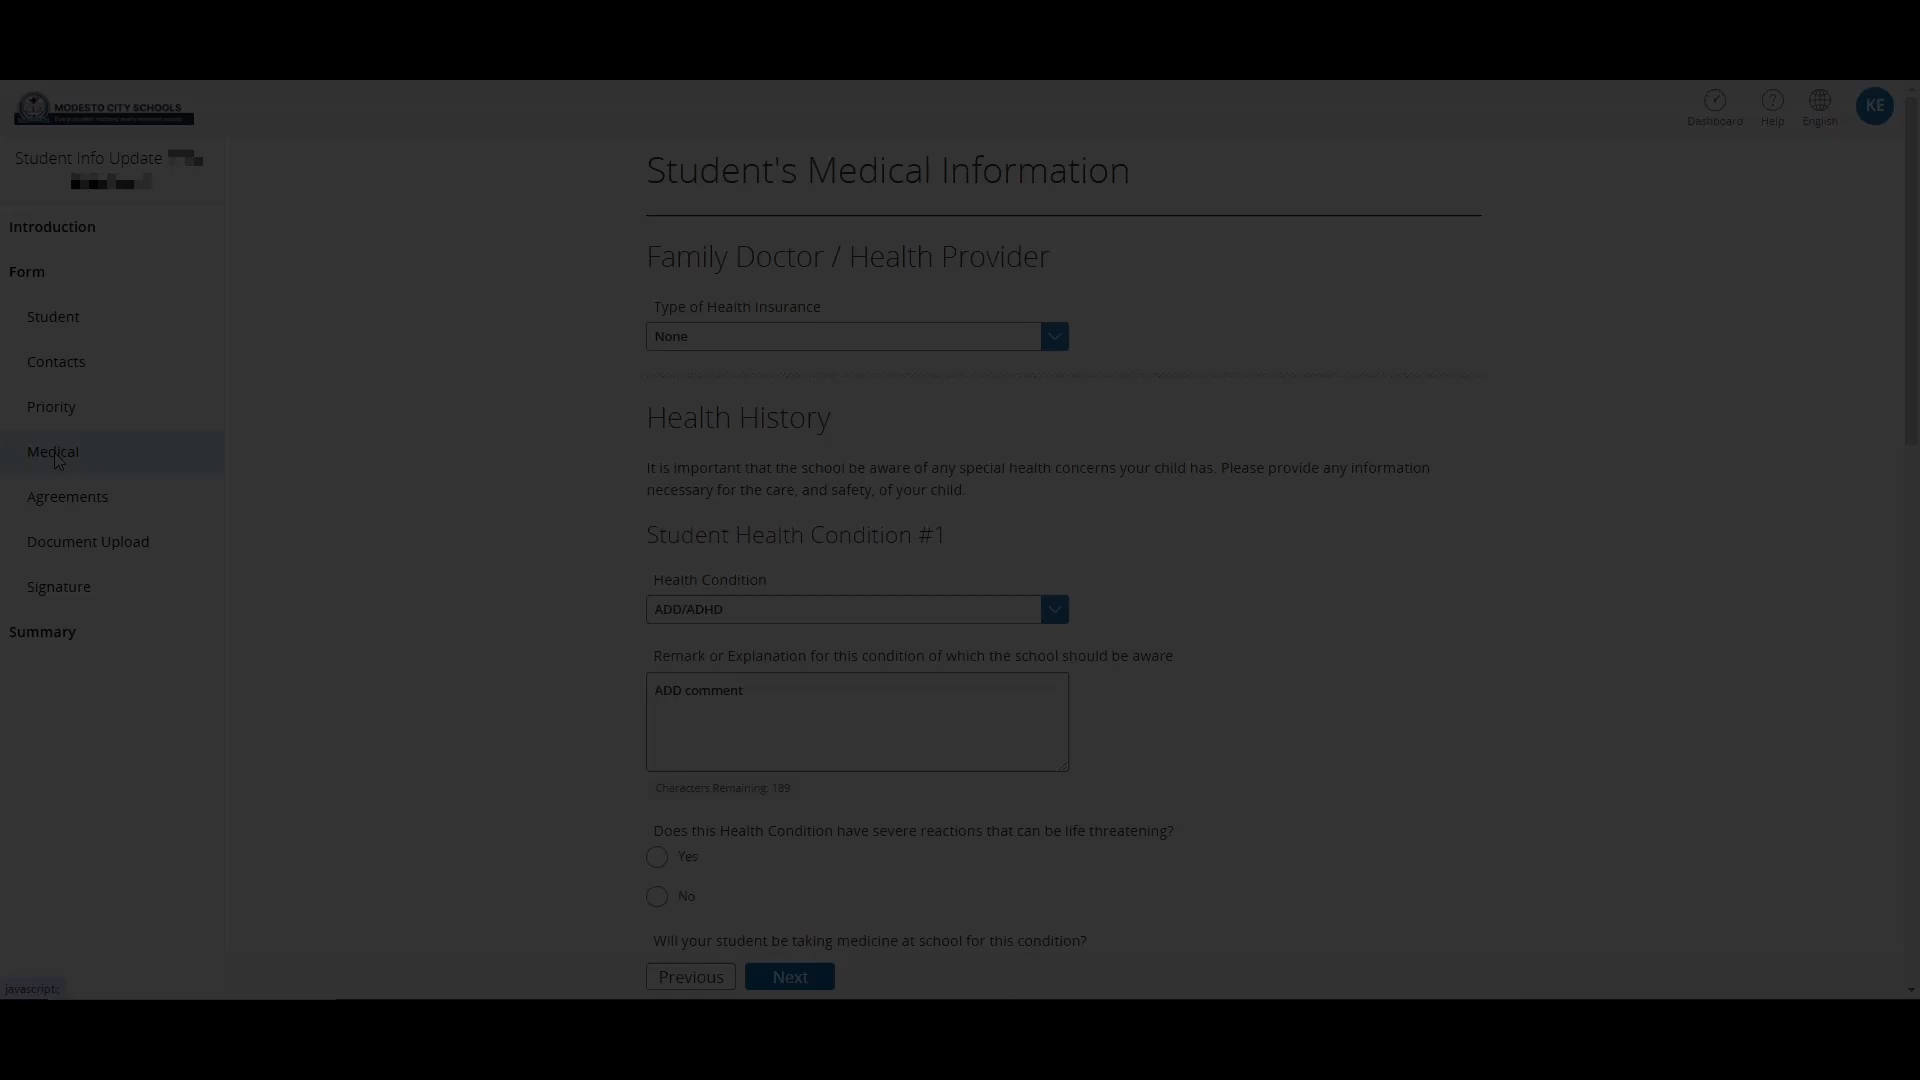 MODESTO CITY SCHOOLS
Dashboard
Help
English
KE
Student Info Update
Introduction
Form
Student
Contacts
Priority
Medical
Agreements
Document Upload
Signature
Summary
Student's Medical Information
Family Doctor / Health Provider
Type of Health Insurance
None
Health History
It is important that the school be aware of any special health concerns your child has. Please provide any information
necessary for the care, and safety, of your child.
Student Health Condition #1
Health Condition
ADD/ADHD
Remark or Explanation for this condition of which the school should be aware
ADD comment
Characters Remaining: 189
Does this Health Condition have severe reactions that can be life threatening?
Yes
No
Will your student be taking medicine at school for this condition?
Previous
Next
javascript:;